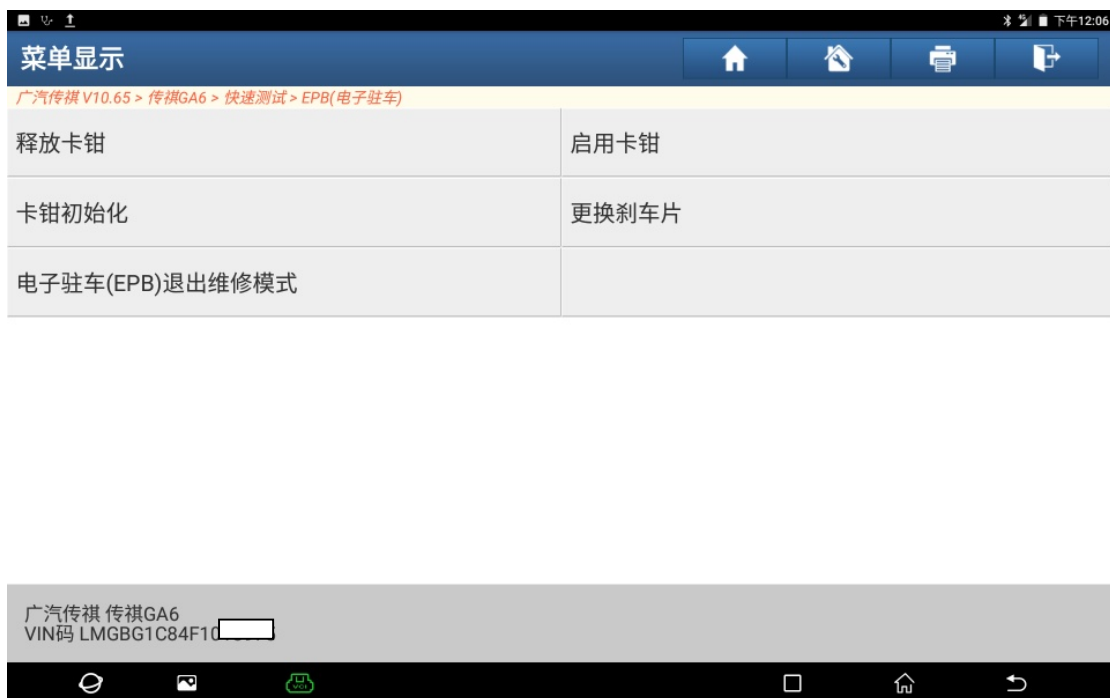 下午12:06
菜单显示
广汽传祺 V10.65 > 传祺GA6 > 快速测试 > EPB(电子驻车)
释放卡钳
启用卡钳
卡钳初始化
更换刹车片
电子驻车(EPB)退出维修模式
广汽传祺 传祺GA6
VIN码 LMGBG1C84F10
VCI